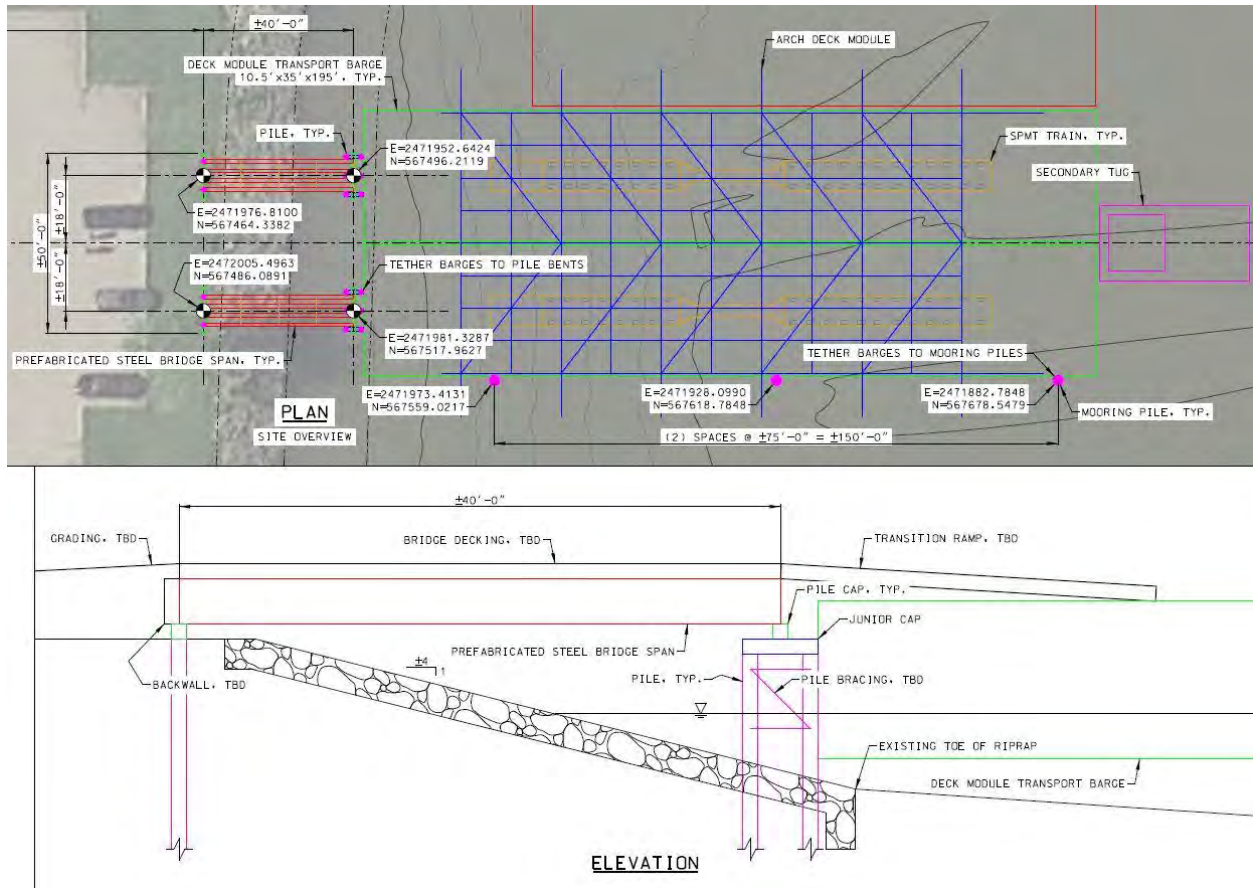 ±40'-0"
ARCH DECK MODULE
DECK MODULE TRANSPORT BARGE
10.5'x35'x195', TYP.
PILE, TYP.
E=2471952.6424
N=567496.2119
SPMT TRAIN, TYP.
SECONDARY TUG
E=2471976.8100
N=567464.3382
±50'-0"
±18'-0"
±18'-0"
E=2472005.4963
N=567486.0891
TETHER BARGES TO PILE BENTS
E=2471981.3287
N=567517.9627
PREFABRICATED STEEL BRIDGE SPAN, TYP.
TETHER BARGES TO MOORING PILES
E=2471973.4131
N=567559.0217
E=2471928.0990
N=567618.7848
E=2471882.7848
N=567678.5479
MOORING PILE, TYP.
PLAN
SITE OVERVIEW
(2) SPACES @ ±75'-0" = ±150'-0"
±40'-0"
GRADING, TBD
BRIDGE DECKING, TBD
TRANSITION RAMP, TBD
PILE CAP, TYP.
JUNIOR CAP
PREFABRICATED STEEL BRIDGE SPAN
±4
1
BACKWALL, TBD
PILE, TYP.
PILE BRACING, TBD
EXISTING TOE OF RIPRAP
DECK MODULE TRANSPORT BARGE
ELEVATION